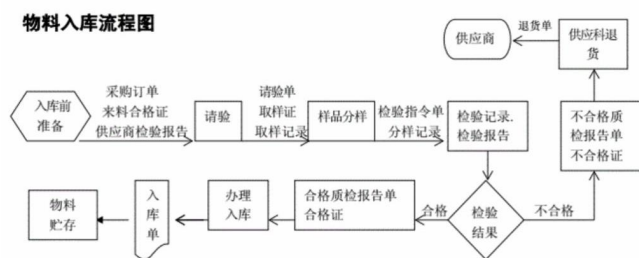 物料入库流程图
供应商
退货单
供应科退
货
入库前
准备
采购订单
来料合格证
供应商检验报告
请验
请验单
取样证
取样记录
样品分样
检验指令单
分样记录
检验记录.
检验报告
不合格质
检报告单
不合格证
物料
贮存
入
库
单
办理
入库
合格质检报告单
合格证
合格
检验
结果
不合格